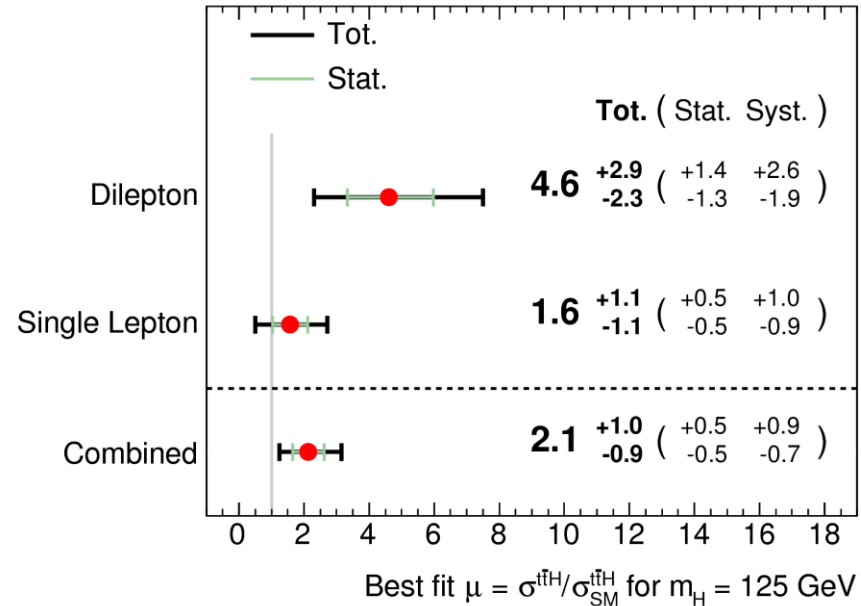 Tot.
Stat.
Tot. ( Stat. Syst. )
Dilepton 4.6 +2.9 -2.3 ( +1.4 -1.3 +2.6 -1.9 )
Single Lepton 1.6 +1.1 -1.1 ( +0.5 -0.5 +1.0 -0.9 )
Combined 2.1 +1.0 -0.9 ( +0.5 -0.5 +0.9 -0.7 )
0 2 4 6 8 10 12 14 16 18
Best fit μ = σ^{tt̄H}/σ^{tt̄H}_{SM} for m_H = 125 GeV